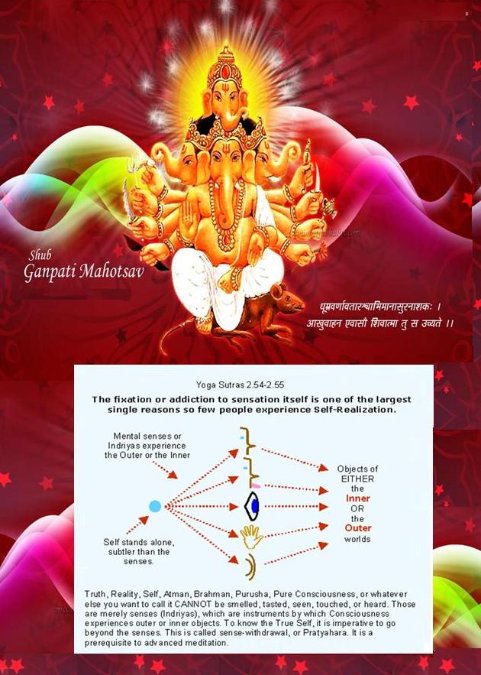 Shub
Ganpati Mahotsav
धूम्रवर्णावतारश्चाभिमानासुरनाशकः ।
आखुवाहन एवासौ शिवात्मा तु स उच्यते ।।
Yoga Sutras 2.54-2.55
The fixation or addiction to sensation itself is one of the largest
single reasons so few people experience Self-Realization.
Mental senses or
Indriyas experience
the Outer or the Inner
Self stands alone,
subtler than the
senses.
Objects of
EITHER
the
Inner
OR
the
Outer
worlds
Truth, Reality, Self, Atman, Brahman, Purusha, Pure Consciousness, or whatever
else you want to call it CANNOT be smelled, tasted, seen, touched, or heard. Those
are merely senses (Indriyas), which are instruments by which Consciousness
experiences outer or inner objects. To know the True Self, it is imperative to go
beyond the senses. This is called sense-withdrawal, or Pratyahara. It is a
prerequisite to advanced meditation.